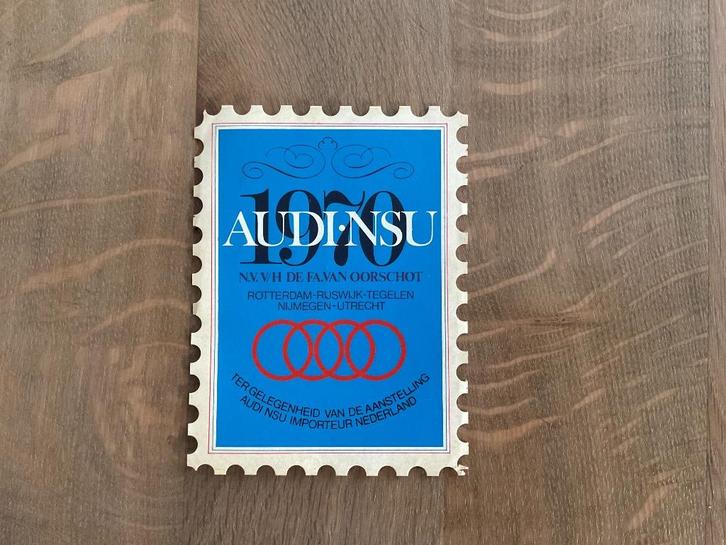 1970
AUDI·NSU
N.V. V/H DE FA.VAN OORSCHOT
ROTTERDAM-RIJSWIJK-TEGELEN
NIJMEGEN-UTRECHT
TER GELEGENHEID VAN DE AANSTELLING
AUDI NSU IMPORTEUR NEDERLAND